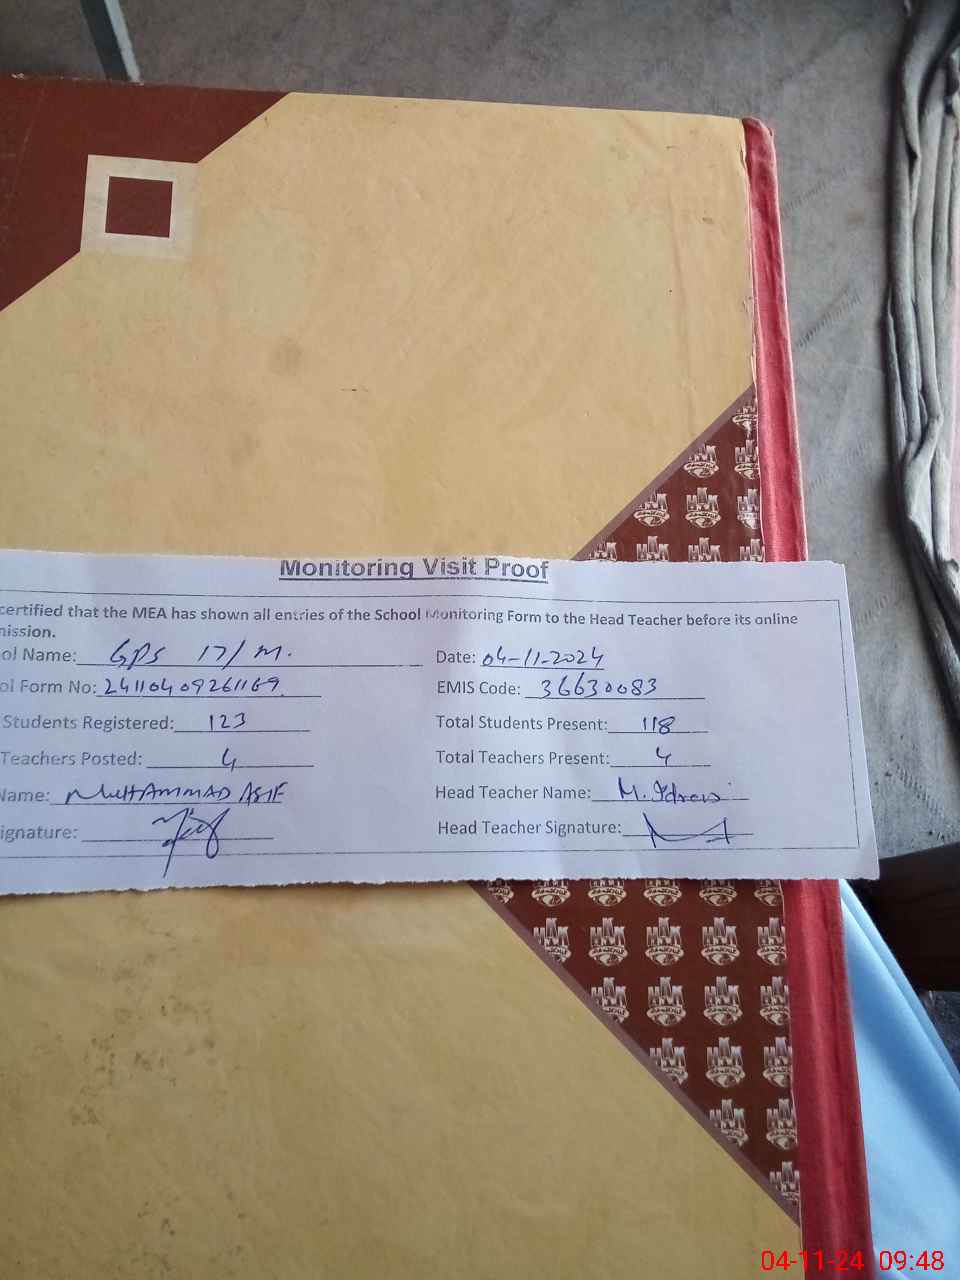 Monitoring Visit Proof
certified that the MEA has shown all entries of the School Monitoring Form to the Head Teacher before its online
mission.
ol Name: GPS 17/M. Date: 04-11-2024
ol Form No: 24110409261169 EMIS Code: 36630083
Students Registered: 123 Total Students Present: 118
Teachers Posted: 4 Total Teachers Present: 4
Name: MUHAMMAD ASIF Head Teacher Name: M. Idrees
ignature: Head Teacher Signature:
04-11-24 09:48